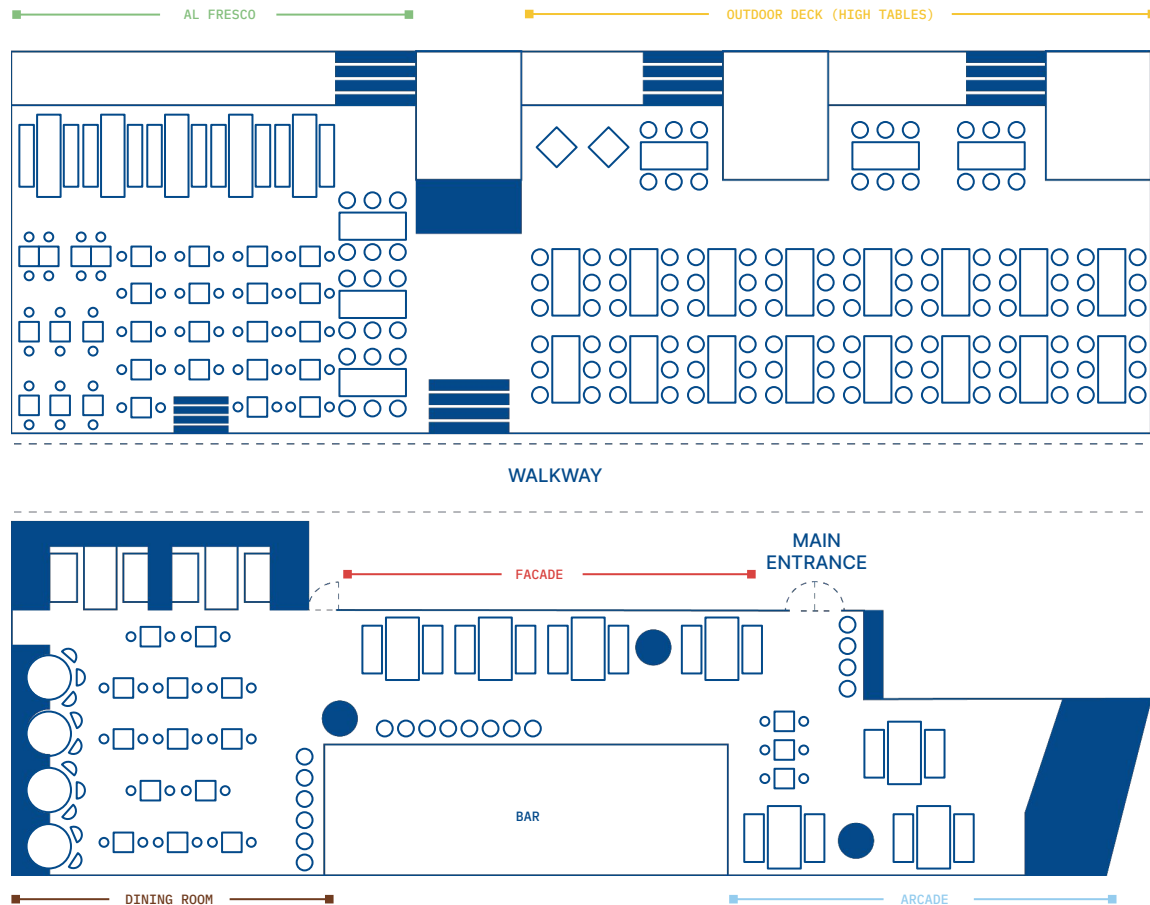 AL FRESCO
OUTDOOR DECK (HIGH TABLES)
WALKWAY
MAIN
ENTRANCE
FACADE
BAR
DINING ROOM
ARCADE